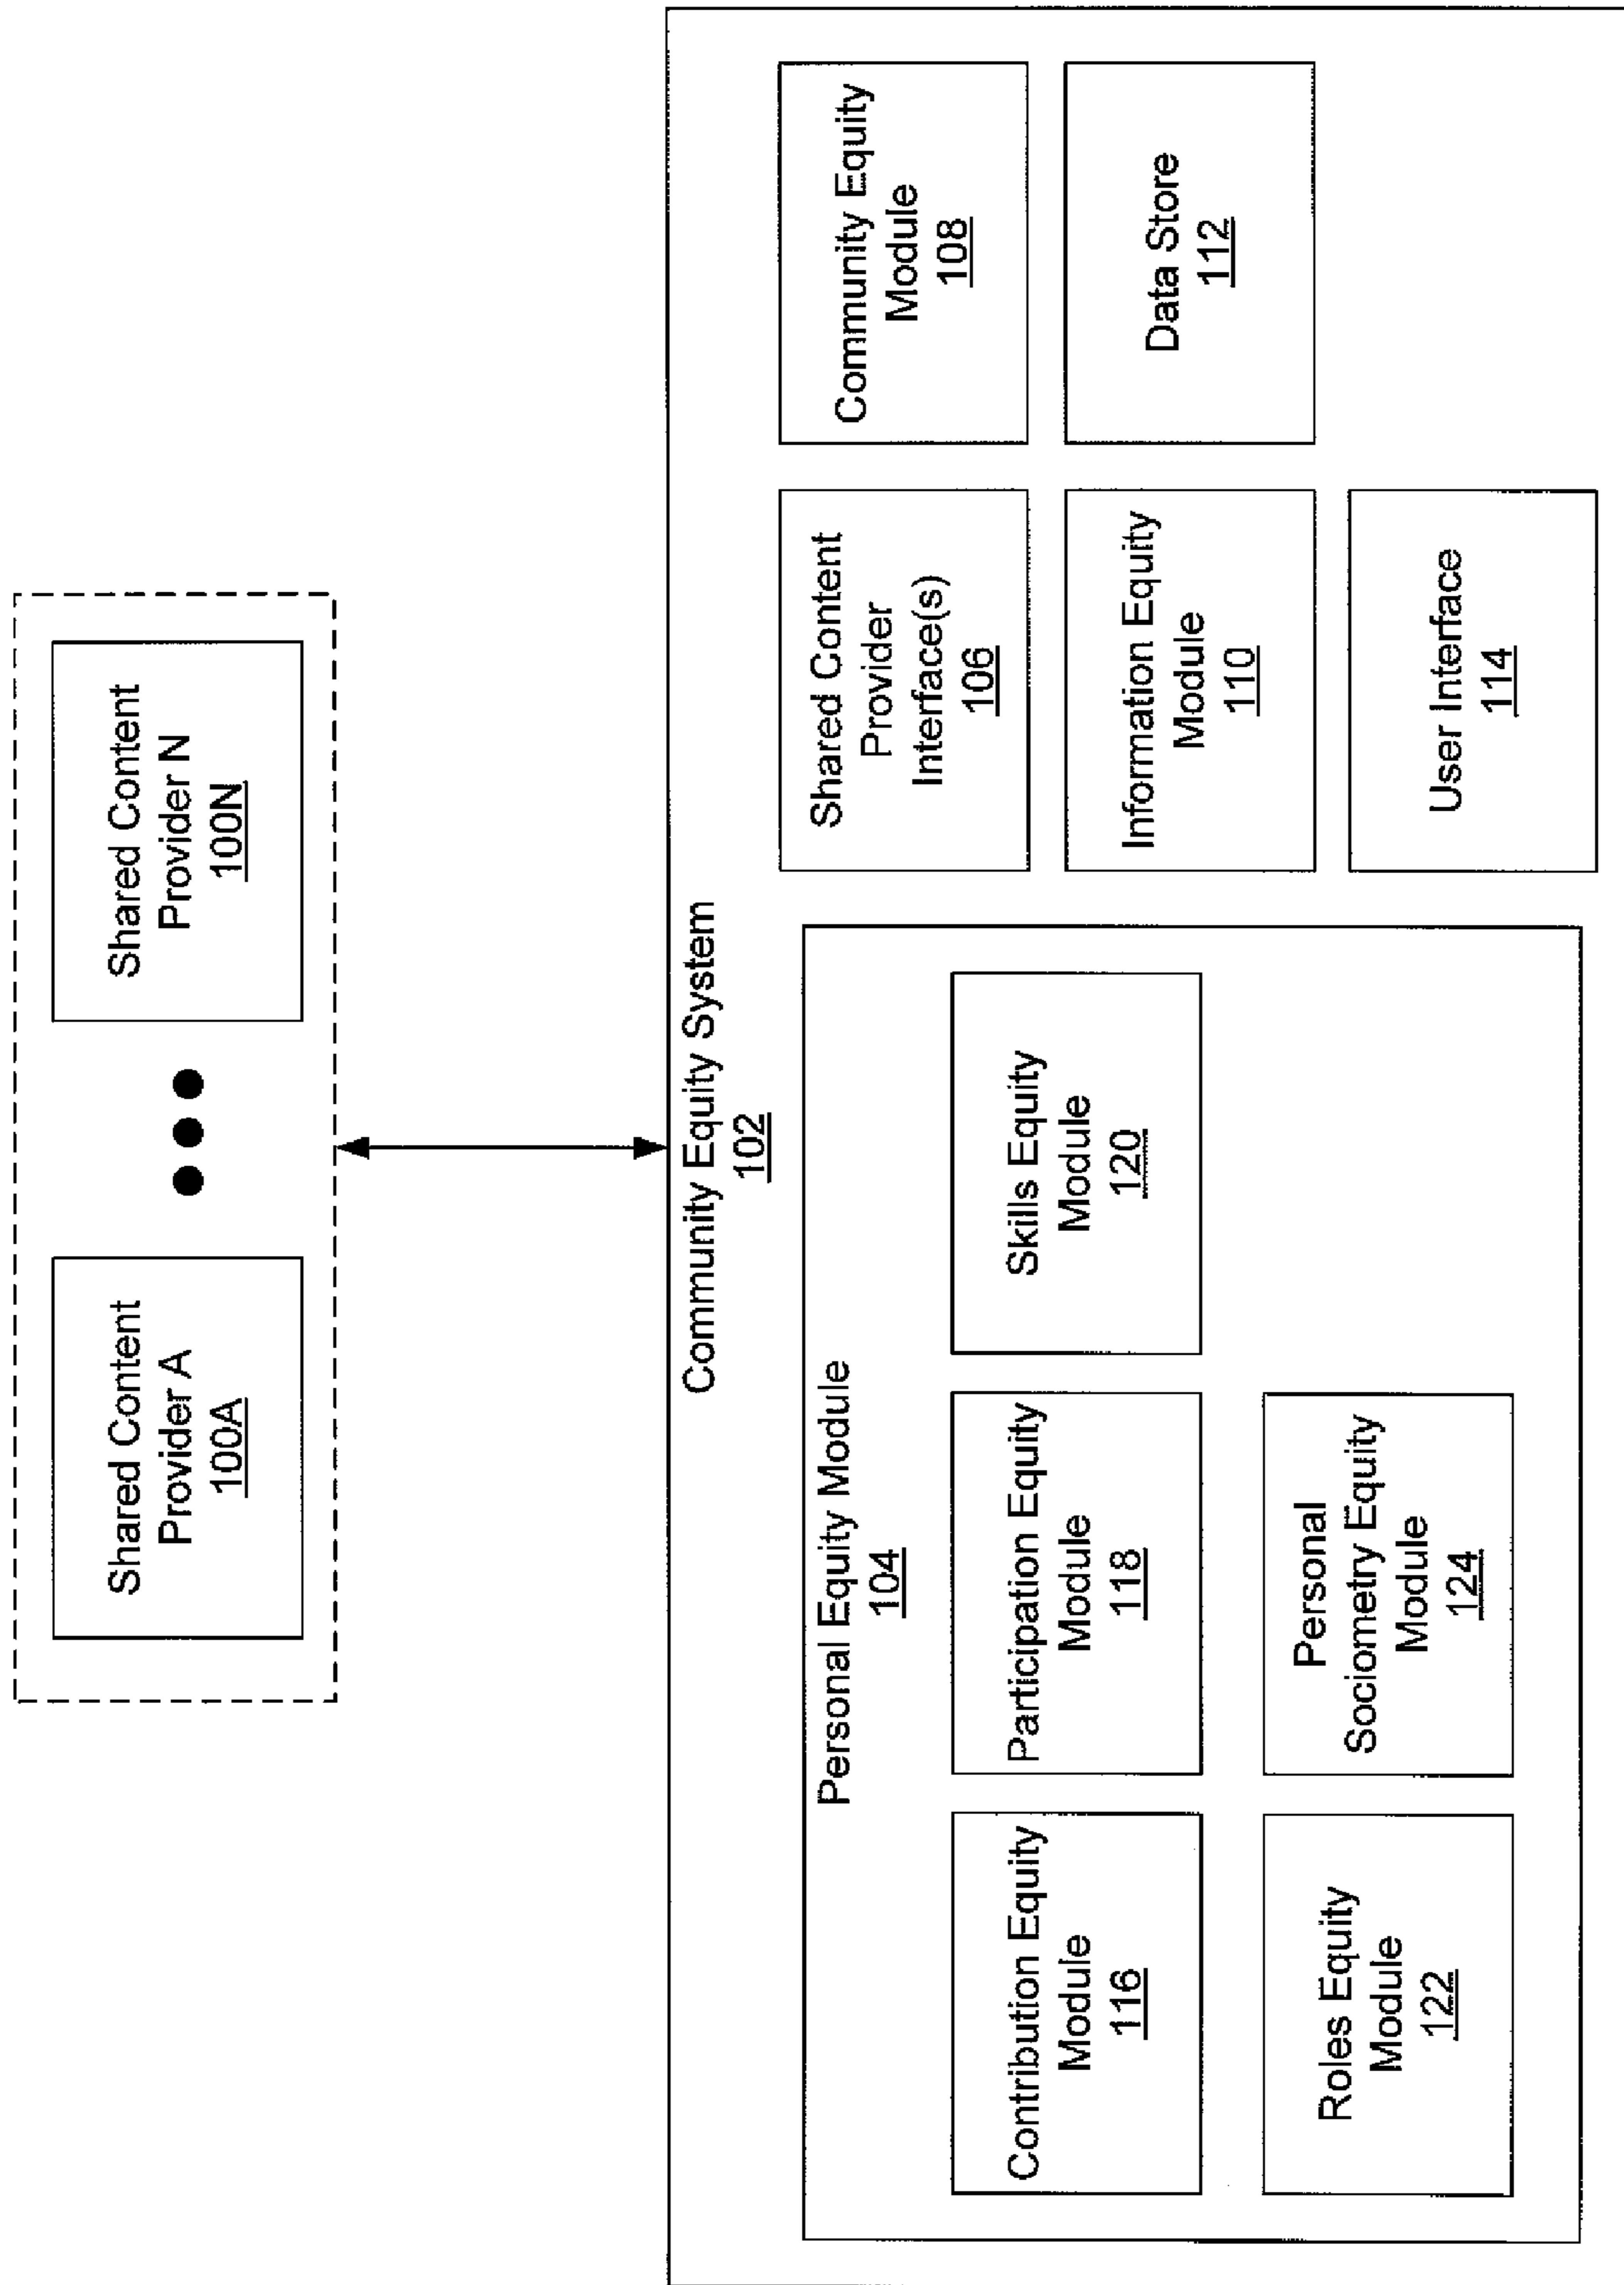 Shared Content
Provider A
100A
Shared Content
Provider N
100N
Community Equity System
102
Personal Equity Module
104
Contribution Equity
Module
116
Participation Equity
Module
118
Skills Equity
Module
120
Roles Equity
Module
122
Personal
Sociometry Equity
Module
124
Shared Content
Provider
Interface(s)
106
Community Equity
Module
108
Information Equity
Module
110
Data Store
112
User Interface
114